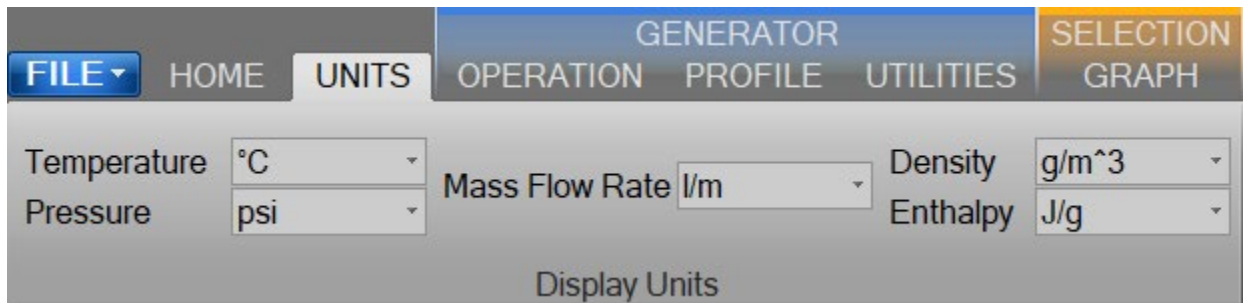 GENERATOR SELECTION
FILE HOME UNITS OPERATION PROFILE UTILITIES GRAPH
Temperature °C
Pressure psi
Mass Flow Rate l/m
Density g/m^3
Enthalpy J/g
Display Units